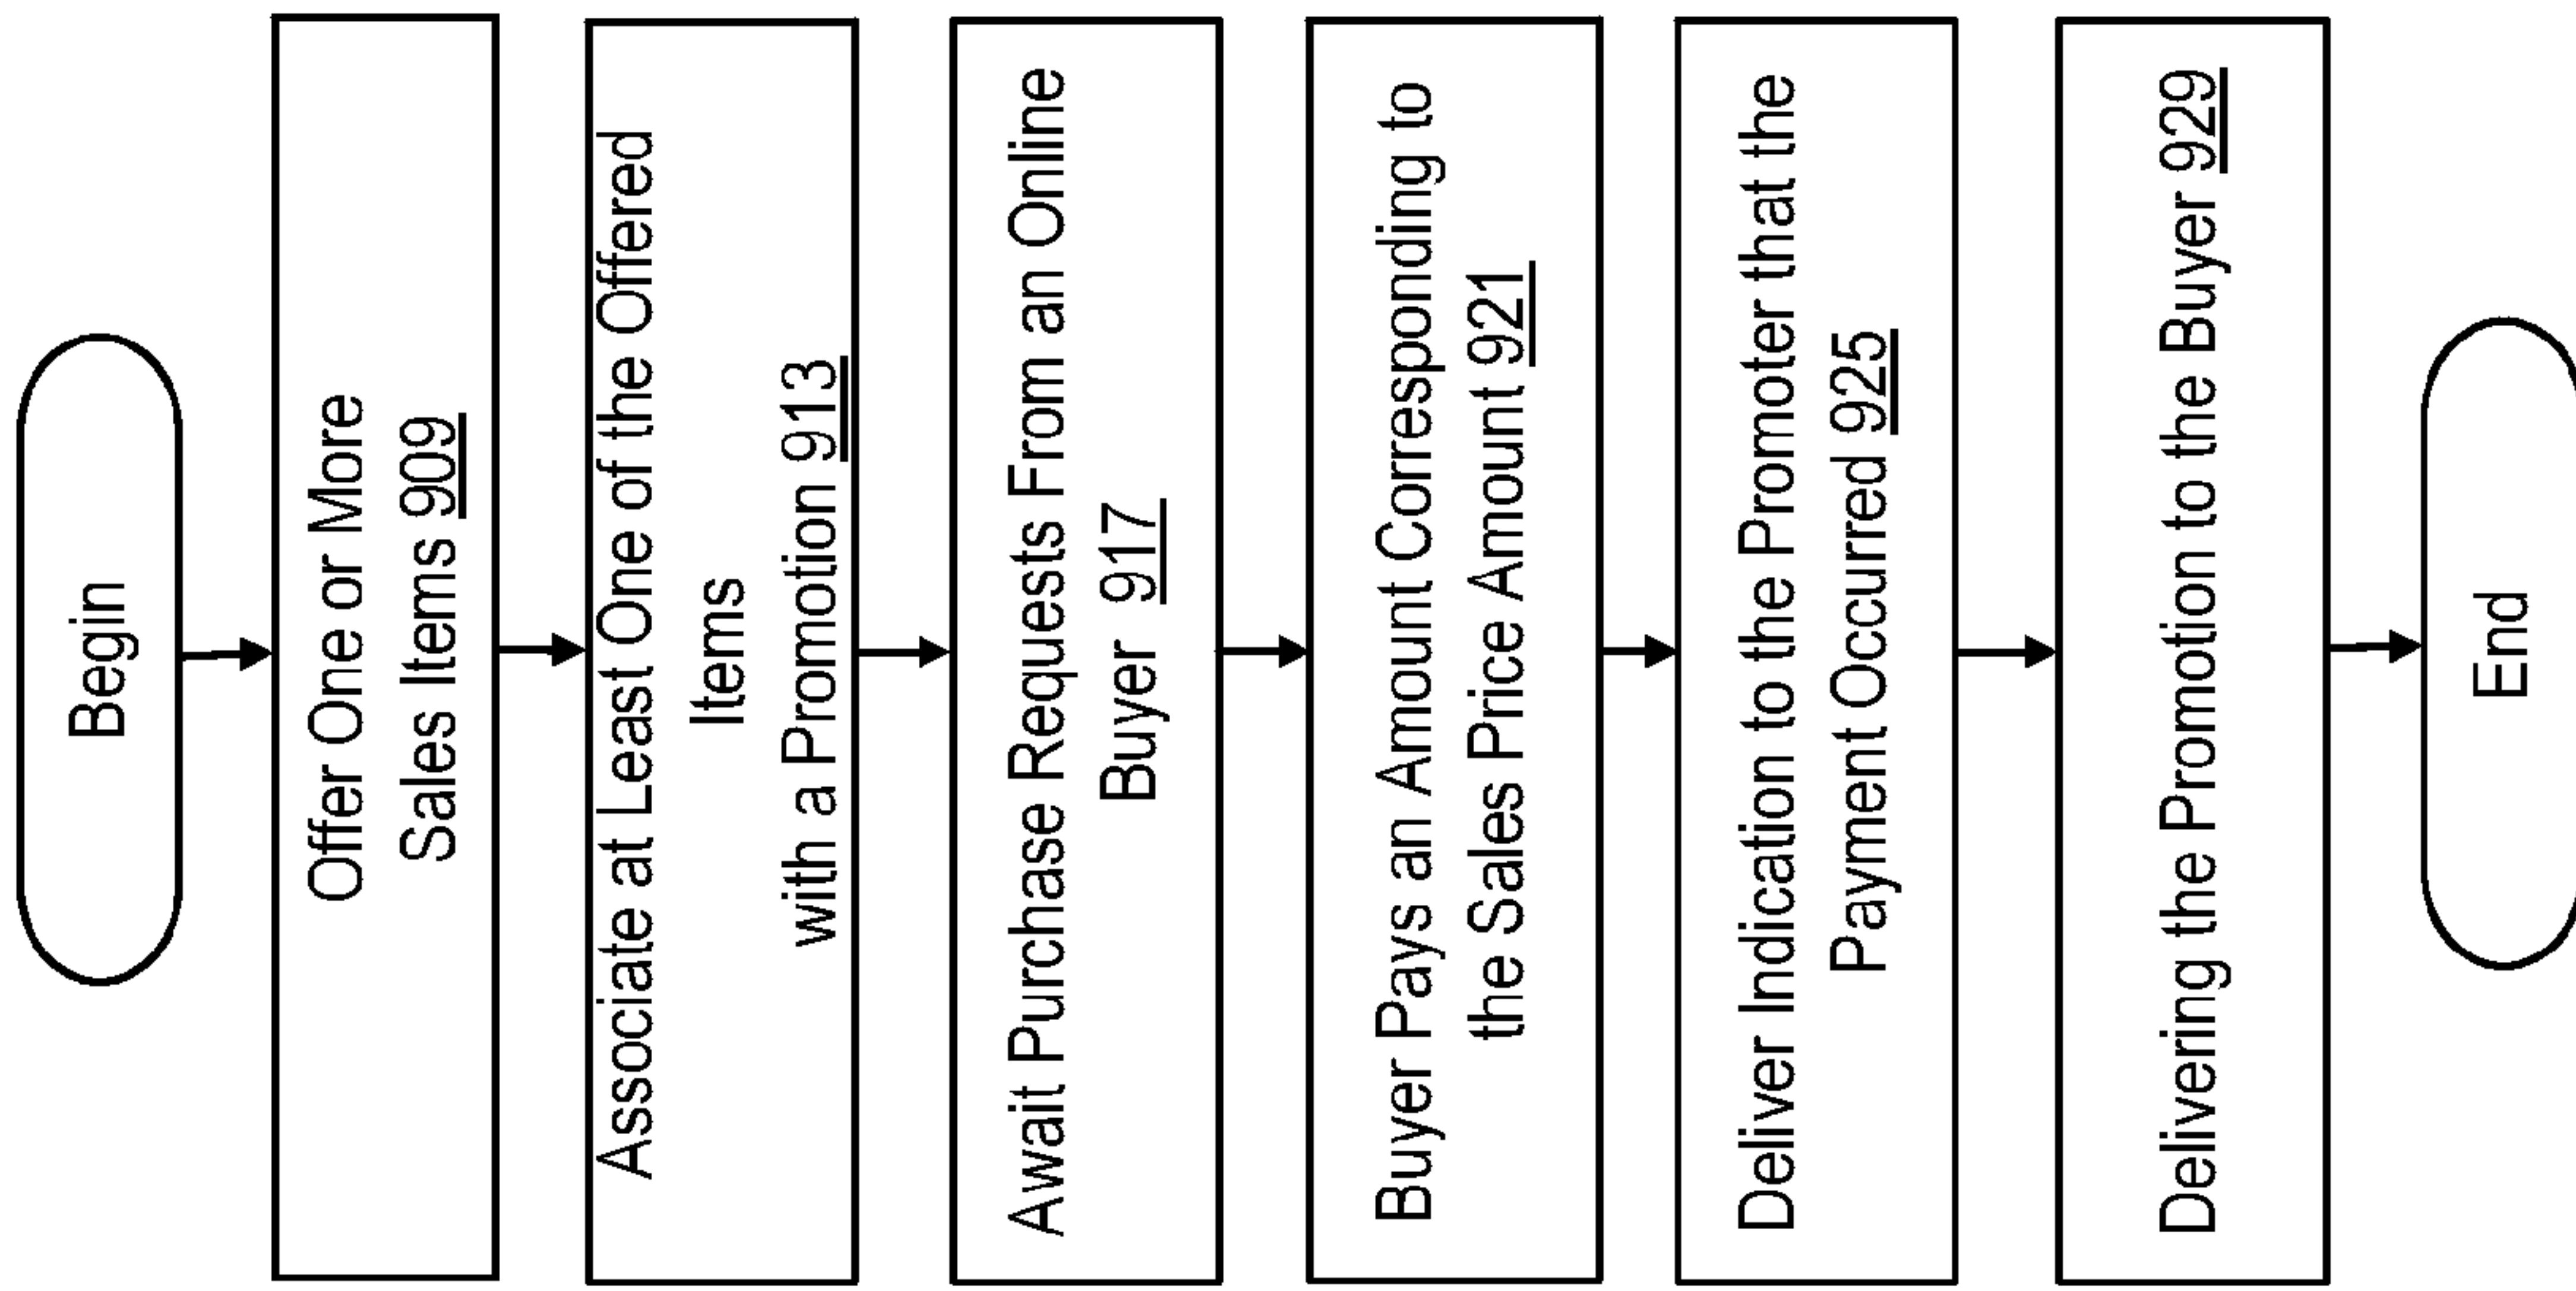 Begin
Offer One or More
Sales Items 909
Associate at Least One of the Offered
Items
with a Promotion 913
Await Purchase Requests From an Online
Buyer 917
Buyer Pays an Amount Corresponding to
the Sales Price Amount 921
Deliver Indication to the Promoter that the
Payment Occurred 925
Delivering the Promotion to the Buyer 929
End